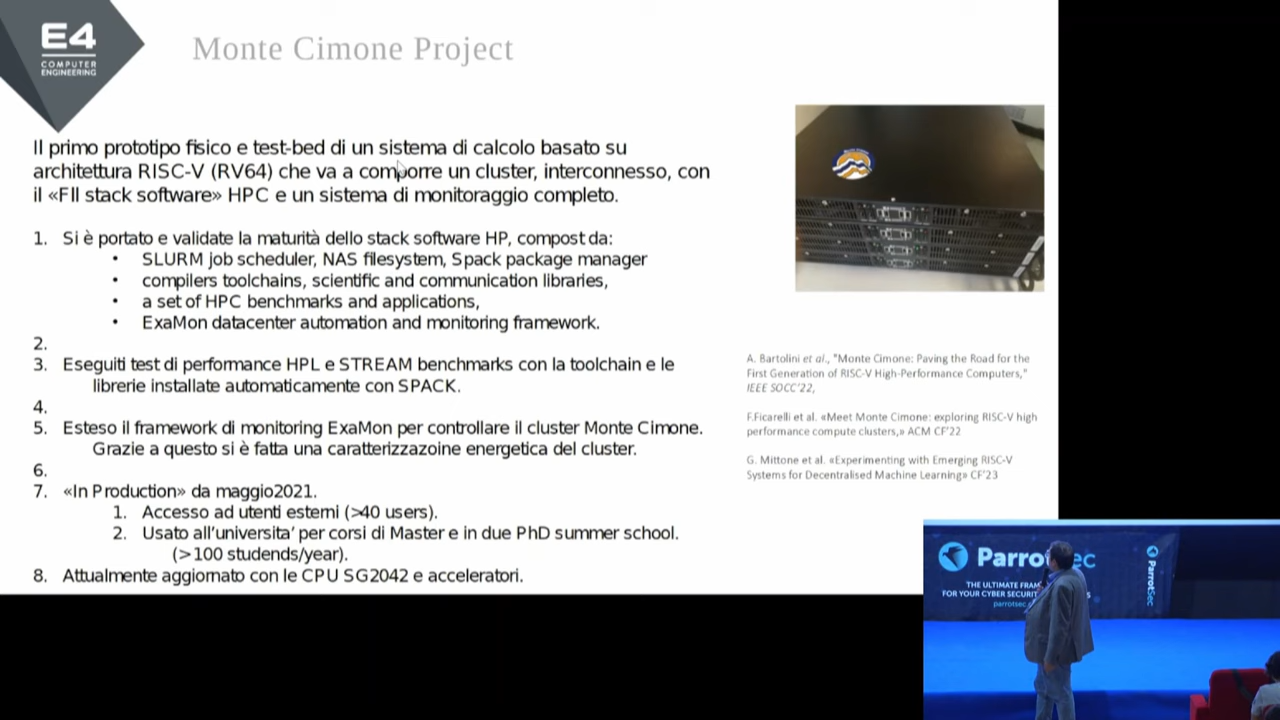 E4
COMPUTER
ENGINEERING
Monte Cimone Project
Il primo prototipo fisico e test-bed di un sistema di calcolo basato su
architettura RISC-V (RV64) che va a comporre un cluster, interconnesso, con
il «Fll stack software» HPC e un sistema di monitoraggio completo.
1. Si è portato e validate la maturità dello stack software HP, compost da:
• SLURM job scheduler, NAS filesystem, Spack package manager
• compilers toolchains, scientific and communication libraries,
• a set of HPC benchmarks and applications,
• ExaMon datacenter automation and monitoring framework.
2.
3. Eseguiti test di performance HPL e STREAM benchmarks con la toolchain e le
librerie installate automaticamente con SPACK.
4.
5. Esteso il framework di monitoring ExaMon per controllare il cluster Monte Cimone.
Grazie a questo si è fatta una caratterizzazoine energetica del cluster.
6.
7. «In Production» da maggio2021.
1. Accesso ad utenti esterni (>40 users).
2. Usato all'universita' per corsi di Master e in due PhD summer school.
(>100 studends/year).
8. Attualmente aggiornato con le CPU SG2042 e acceleratori.
A. Bartolini et al., "Monte Cimone: Paving the Road for the
First Generation of RISC-V High-Performance Computers,"
IEEE SOCC'22,
F.Ficarelli et al. «Meet Monte Cimone: exploring RISC-V high
performance compute clusters,» ACM CF'22
G. Mittone et al. «Experimenting with Emerging RISC-V
Systems for Decentralised Machine Learning» CF'23
ParrotSec
THE ULTIMATE
FOR YOUR CYBER
parrotsec
ParrotSec